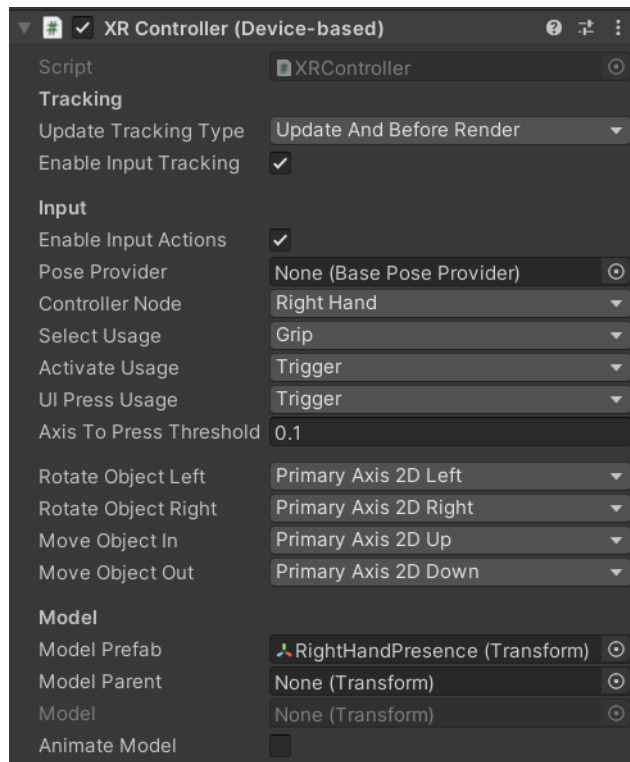 XR Controller (Device-based)
Script XRController
Tracking
Update Tracking Type Update And Before Render
Enable Input Tracking
Input
Enable Input Actions
Pose Provider None (Base Pose Provider)
Controller Node Right Hand
Select Usage Grip
Activate Usage Trigger
UI Press Usage Trigger
Axis To Press Threshold 0.1
Rotate Object Left Primary Axis 2D Left
Rotate Object Right Primary Axis 2D Right
Move Object In Primary Axis 2D Up
Move Object Out Primary Axis 2D Down
Model
Model Prefab RightHandPresence (Transform)
Model Parent None (Transform)
Model None (Transform)
Animate Model